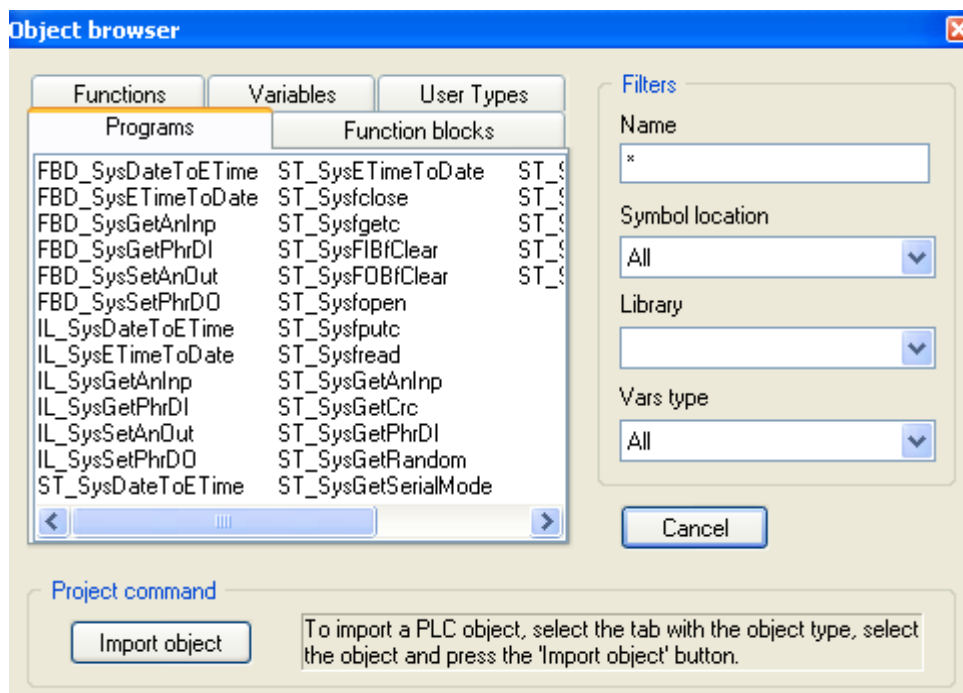 Object browser
Functions
Variables
User Types
Programs
Function blocks
FBD_SysDateToETime
FBD_SysETimeToDate
FBD_SysGetAnInp
FBD_SysGetPhrDI
FBD_SysSetAnOut
FBD_SysSetPhrDO
IL_SysDateToETime
IL_SysETimeToDate
IL_SysGetAnInp
IL_SysGetPhrDI
IL_SysSetAnOut
IL_SysSetPhrDO
ST_SysDateToETime
ST_SysETimeToDate
ST_Sysfclose
ST_Sysfgetc
ST_SysFIBfClear
ST_SysFOBfClear
ST_Sysfopen
ST_Sysfputc
ST_Sysfread
ST_SysGetAnInp
ST_SysGetCrc
ST_SysGetPhrDI
ST_SysGetRandom
ST_SysGetSerialMode
Filters
Name
*
Symbol location
All
Library
Vars type
All
Cancel
Project command
Import object
To import a PLC object, select the tab with the object type, select
the object and press the 'Import object' button.